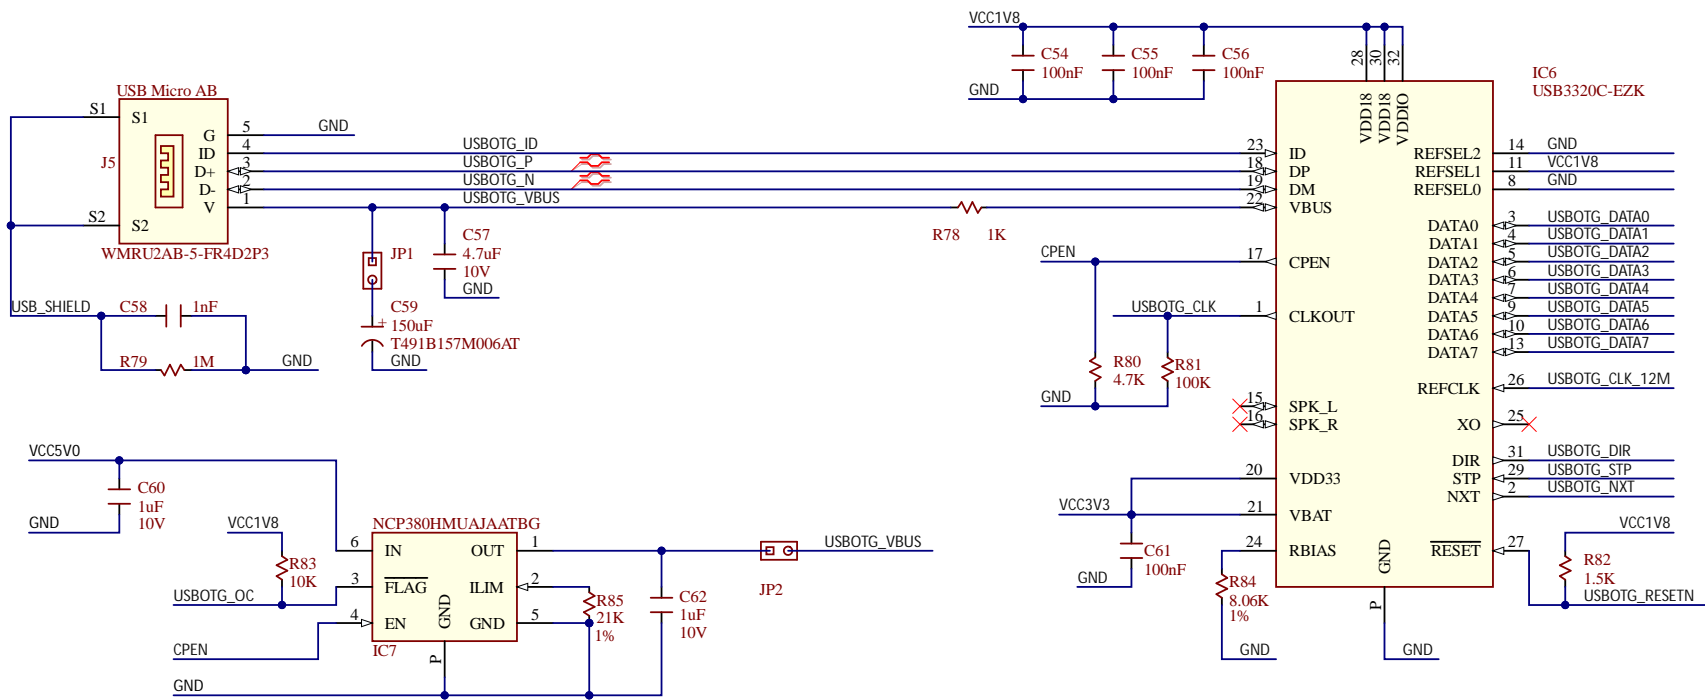 VCC1V8
C54
100nF
C55
100nF
C56
100nF
GND
28
30
32
IC6
USB3320C-EZK
VDD18
VDD18
VDDIO
USB Micro AB
S1
S1
J5
G
5
GND
ID
4
USBOTG_ID
D+
3
USBOTG_P
D-
2
USBOTG_N
V
1
USBOTG_VBUS
S2
S2
WMRU2AB-5-FR4D2P3
R78
1K
23
ID
18
DP
19
DM
22
VBUS
REFSEL2
14
GND
REFSEL1
11
VCC1V8
REFSEL0
8
GND
DATA0
3
USBOTG_DATA0
DATA1
4
USBOTG_DATA1
DATA2
5
USBOTG_DATA2
DATA3
6
USBOTG_DATA3
DATA4
7
USBOTG_DATA4
DATA5
9
USBOTG_DATA5
DATA6
10
USBOTG_DATA6
DATA7
13
USBOTG_DATA7
JP1
C57
4.7uF
10V
GND
C59
+
150uF
T491B157M006AT
GND
CPEN
17
CPEN
USBOTG_CLK
1
CLKOUT
R80
4.7K
R81
100K
GND
USB_SHIELD
C58
1nF
R79
1M
GND
REFCLK
26
USBOTG_CLK_12M
15
SPK_L
16
SPK_R
XO
25
DIR
31
USBOTG_DIR
STP
29
USBOTG_STP
NXT
2
USBOTG_NXT
20
VDD33
VCC3V3
21
VBAT
C61
100nF
GND
24
RBIAS
R84
8.06K
1%
GND
GND
P
GND
RESET
27
VCC1V8
R82
1.5K
USBOTG_RESETN
VCC5V0
C60
1uF
10V
GND
VCC1V8
R83
10K
USBOTG_OC
CPEN
GND
NCP380HMUAJAATBG
6
IN
OUT
1
3
FLAG
ILIM
2
4
EN
GND
GND
5
IC7
P
R85
21K
1%
C62
1uF
10V
JP2
USBOTG_VBUS